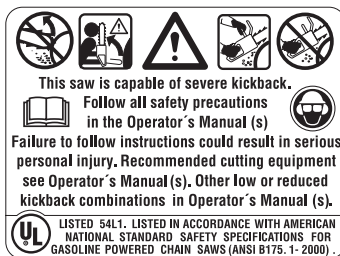 This saw is capable of severe kickback.
Follow all safety precautions
in the Operator´s Manual (s)
Failure to follow instructions could result in serious
personal injury. Recommended cutting equipment
see Operator´s Manual (s). Other low or reduced
kickback combinations in Operator´s Manual (s).
UL
LISTED 54L1. LISTED IN ACCORDANCE WITH AMERICAN
NATIONAL STANDARD SAFETY SPECIFICATIONS FOR
GASOLINE POWERED CHAIN SAWS (ANSI B175. 1- 2000) .